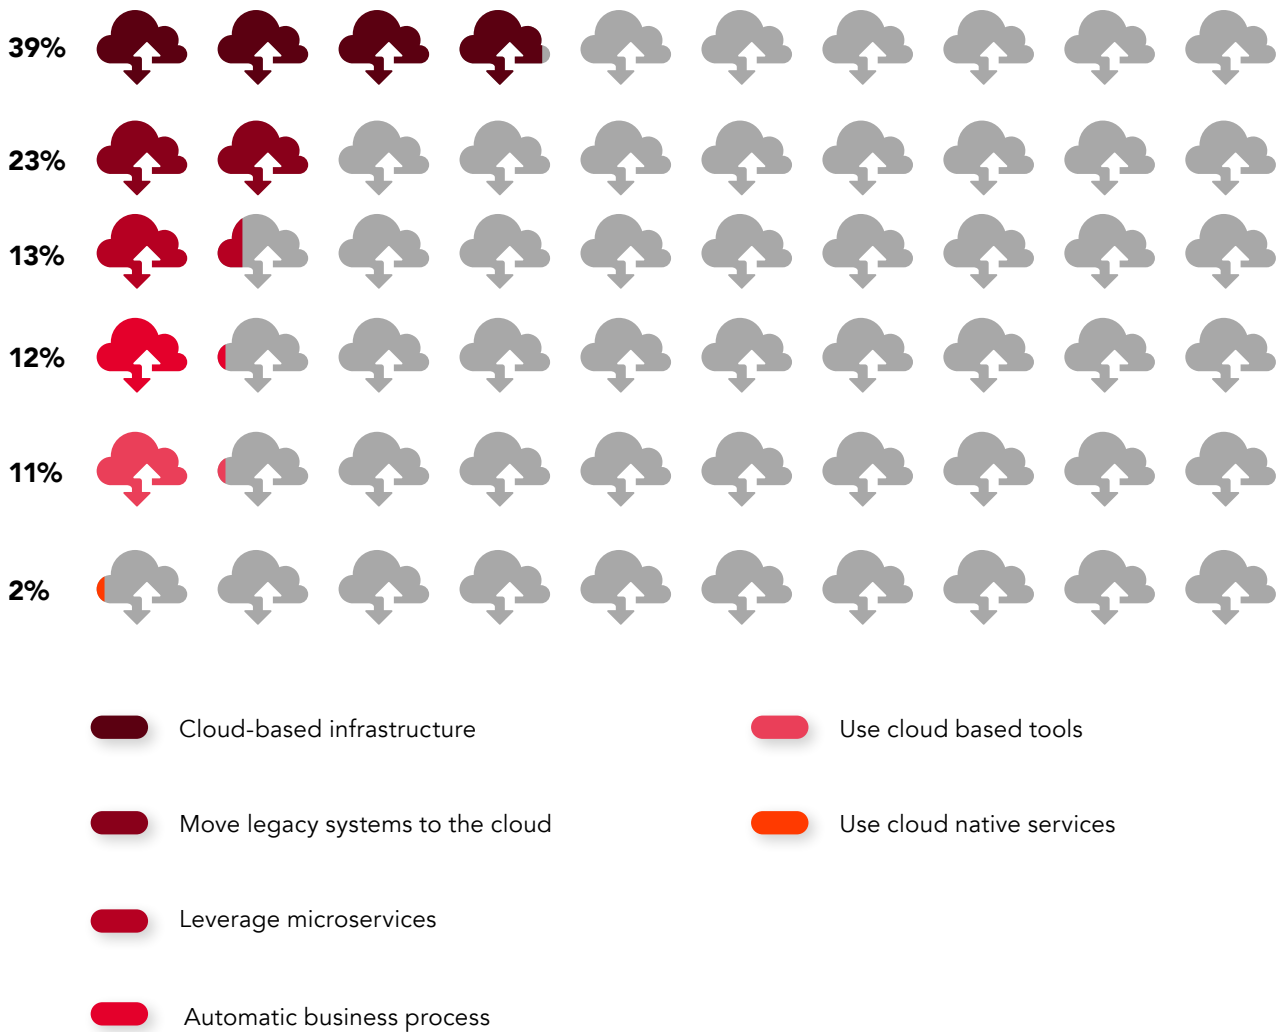 39%
23%
13%
12%
11%
2%
Cloud-based infrastructure
Move legacy systems to the cloud
Leverage microservices
Automatic business process
Use cloud based tools
Use cloud native services